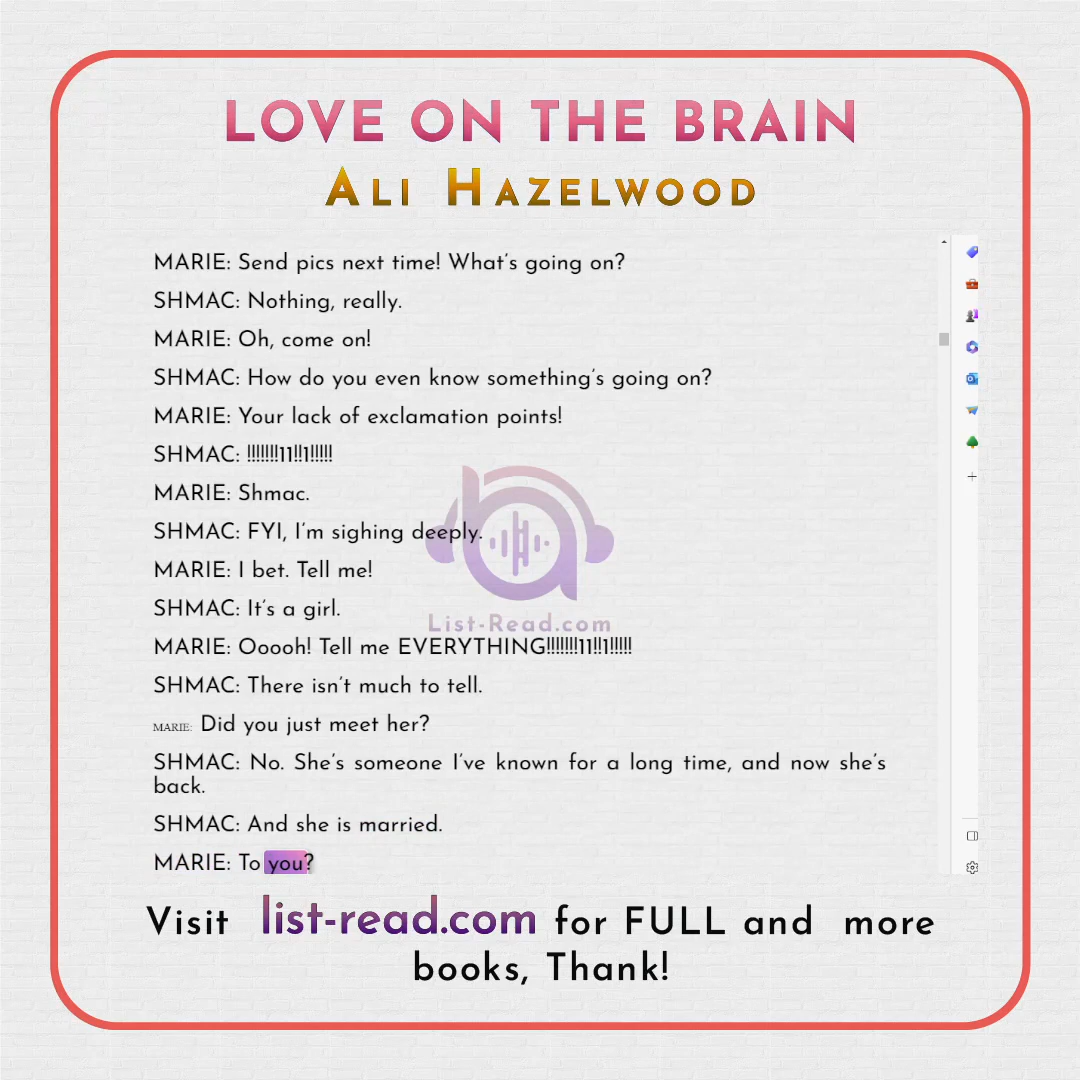 LOVE ON THE BRAIN
ALI HAZELWOOD
MARIE: Send pics next time! What's going on?
SHMAC: Nothing, really.
MARIE: Oh, come on!
SHMAC: How do you even know something's going on?
MARIE: Your lack of exclamation points!
SHMAC: !!!!!!!11!!1!!!!!
MARIE: Shmac.
SHMAC: FYI, I'm sighing deeply.
MARIE: I bet. Tell me!
SHMAC: It's a girl.
List-Read.com
MARIE: Ooooh! Tell me EVERYTHING!!!!!!!11!!1!!!!!
SHMAC: There isn't much to tell.
MARIE: Did you just meet her?
SHMAC: No. She's someone I've known for a long time, and now she's
back.
SHMAC: And she is married.
MARIE: To you?
Visit list-read.com for FULL and more
books, Thank!